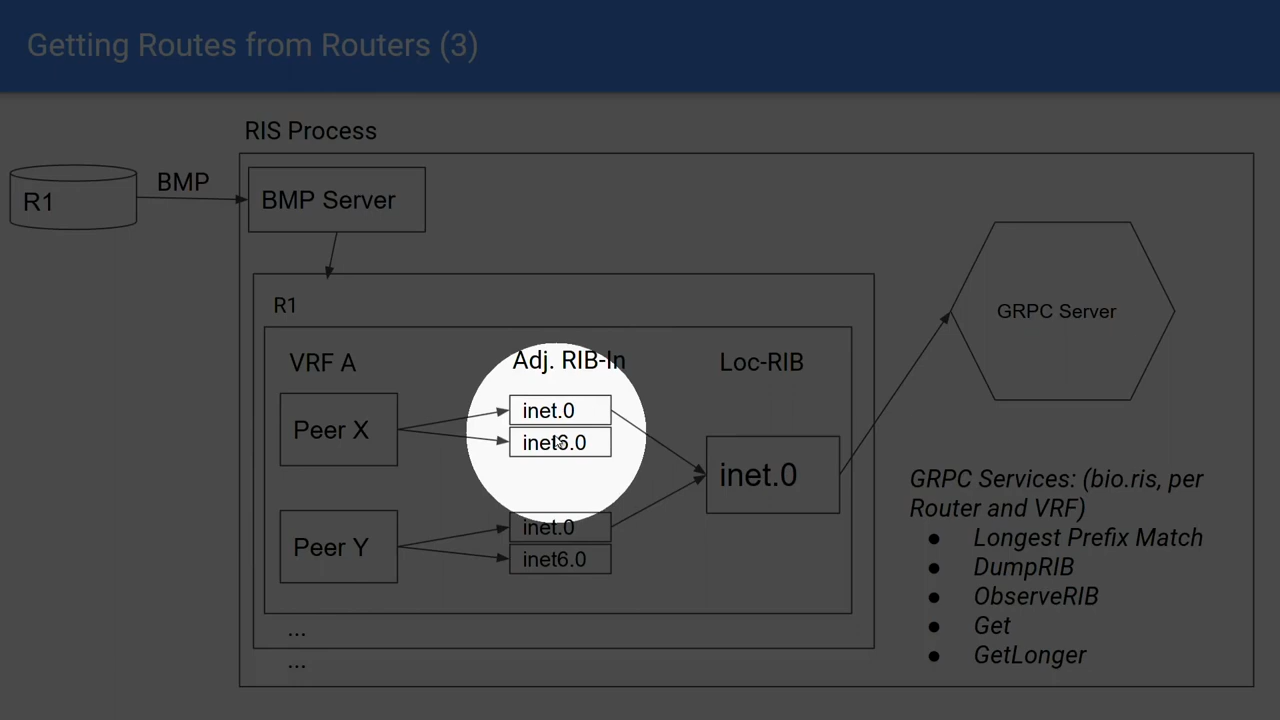 Getting Routes from Routers (3)
RIS Process
R1
BMP
BMP Server
R1
VRF A
Adj. RIB-In
Loc-RIB
Peer X
inet.0
inet6.0
Peer Y
inet.0
inet6.0
inet.0
...
...
GRPC Server
GRPC Services: (bio.ris, per
Router and VRF)
● Longest Prefix Match
● DumpRIB
● ObserveRIB
● Get
● GetLonger